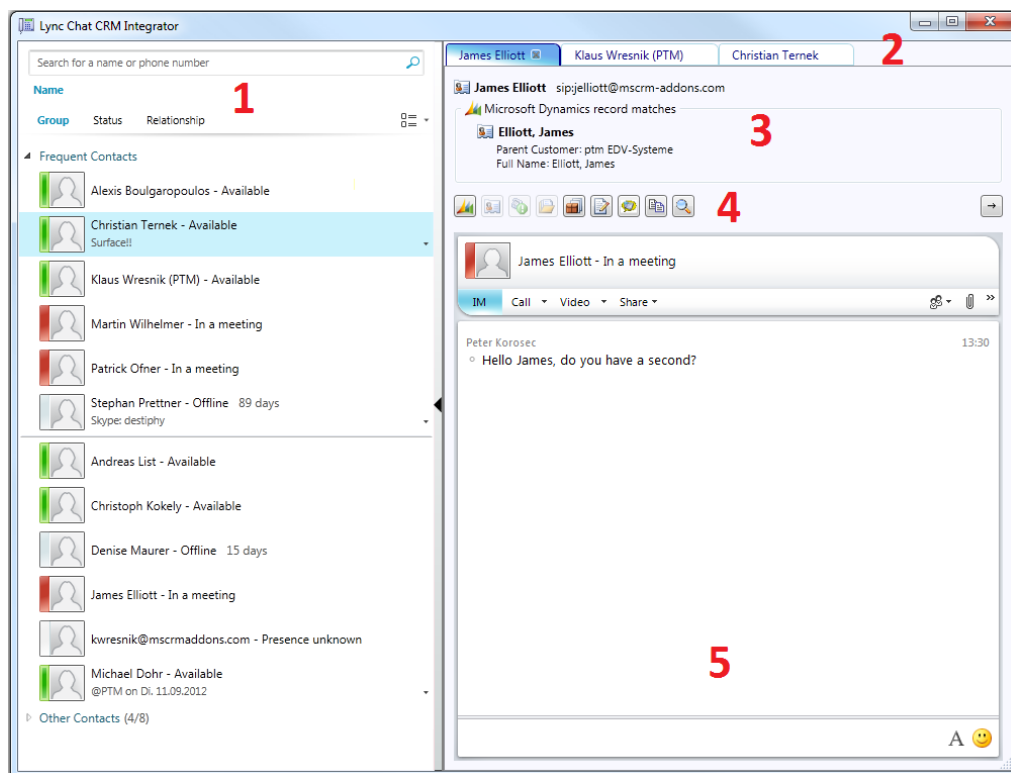 Lync Chat CRM Integrator
Search for a name or phone number
1
Name
Group Status Relationship
Frequent Contacts
Alexis Boulgaropoulos - Available
Christian Ternek - Available
Surface!!
Klaus Wresnik (PTM) - Available
Martin Wilhelmer - In a meeting
Patrick Ofner - In a meeting
Stephan Prettner - Offline 89 days
Skype: destiphy
Andreas List - Available
Christoph Kokely - Available
Denise Maurer - Offline 15 days
James Elliott - In a meeting
kwresnik@mscrmaddons.com - Presence unknown
Michael Dohr - Available
@PTM on Di. 11.09.2012
Other Contacts (4/8)
James Elliott Klaus Wresnik (PTM) Christian Ternek
2
James Elliott sip:jelliott@mscrm-addons.com
Microsoft Dynamics record matches
3
Elliott, James
Parent Customer: ptm EDV-Systeme
Full Name: Elliott, James
4
James Elliott - In a meeting
IM Call Video Share
Peter Korosec 13:30
Hello James, do you have a second?
5
A